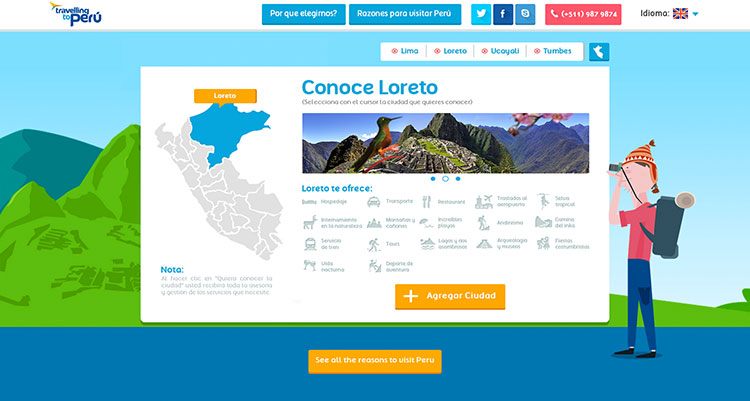 travelling
to Perú
Por que elegirnos?
Razones para visitar Perú
(+511) 987 9874
Idioma:
Lima
Loreto
Ucayali
Tumbes
Loreto
Conoce Loreto
(Selecciona con el cursor la ciudad que quieres conocer)
Loreto te ofrece:
Hospedaje
Transporte
Restaurant
Traslados al
aeropuerto
Selva
tropical
Internamiento
en la naturaleza
Montañas y
cañones
Increíbles
playas
Andinismo
Camino
del inka
Servicios
de tren
Tours
Lagos y ríos
asombrosos
Arqueología
y museos
Fiestas
costumbristas
Vida
nocturna
Deporte de
aventura
Nota:
Al hacer clic en "Quiero conocer la
ciudad" usted recibirá toda la asesoría
y gestión de los servicios que necesite.
Agregar Ciudad
See all the reasons to visit Peru